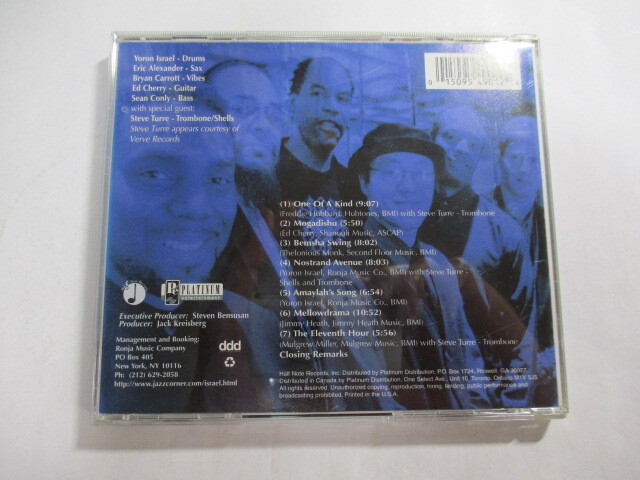 Yoron Israel - Drums
Eric Alexander - Sax
Bryan Carrott - Vibes
Ed Cherry - Guitar
Sean Conly - Bass
with special guest:
Steve Turre - Trombone/Shells
Steve Turre appears courtesy of
Verve Records
0 15095
(1) One Of A Kind (9:07)
(Freddie Hubbard, Hubtones, BMI) with Steve Turre - Trombone
(2) Mogadishu (5:50)
(Ed Cherry, Shanugli Music, ASCAP)
(3) Bemsha Swing (8:02)
(Thelonious Monk, Second Floor Music, BMI)
(4) Nostrand Avenue (8:03)
(Yoron Israel, Ronja Music Co., BMI) with Steve Turre -
Shells and Trombone
(5) Amaylah's Song (6:54)
(Yoron Israel, Ronja Music Co., BMI)
(6) Mellowdrama (10:52)
(Jimmy Heath, Jimmy Heath Music, BMI)
(7) The Eleventh Hour (5:56)
(Mulgrew Miller, Mulgrew Music, BMI) with Steve Turre - Trombone
Closing Remarks
PLATINUM
entertainment
Executive Producer: Steven Bensusan
Producer: Jack Kreisberg
Management and Booking:
Ronja Music Company
PO Box 405
New York, NY 10116
Ph: (212) 629-2058
http://www.jazzcorner.com/israel.html
ddd
Half Note Records, Inc. Distributed by Platinum Distribution, P.O. Box 1724, Roswell, GA 30077.
Distributed in Canada by Platinum Distribution, One Select Ave., Unit 10, Toronto, Ontario M1V 5J3.
All rights reserved. Unauthorized copying, reproduction, hiring, lending, public performance and
broadcasting prohibited. Printed in the U.S.A.